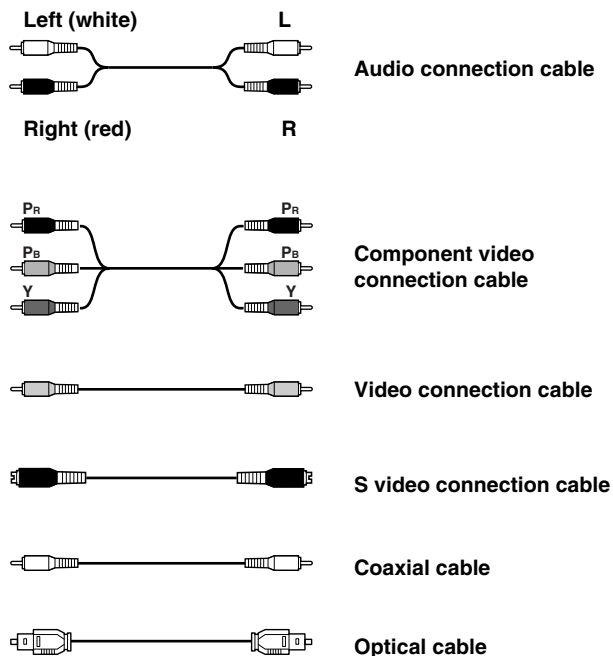 Left (white) L
Audio connection cable
Right (red) R
PR PR
PB PB
Component video
connection cable
Y Y
Video connection cable
S video connection cable
Coaxial cable
Optical cable